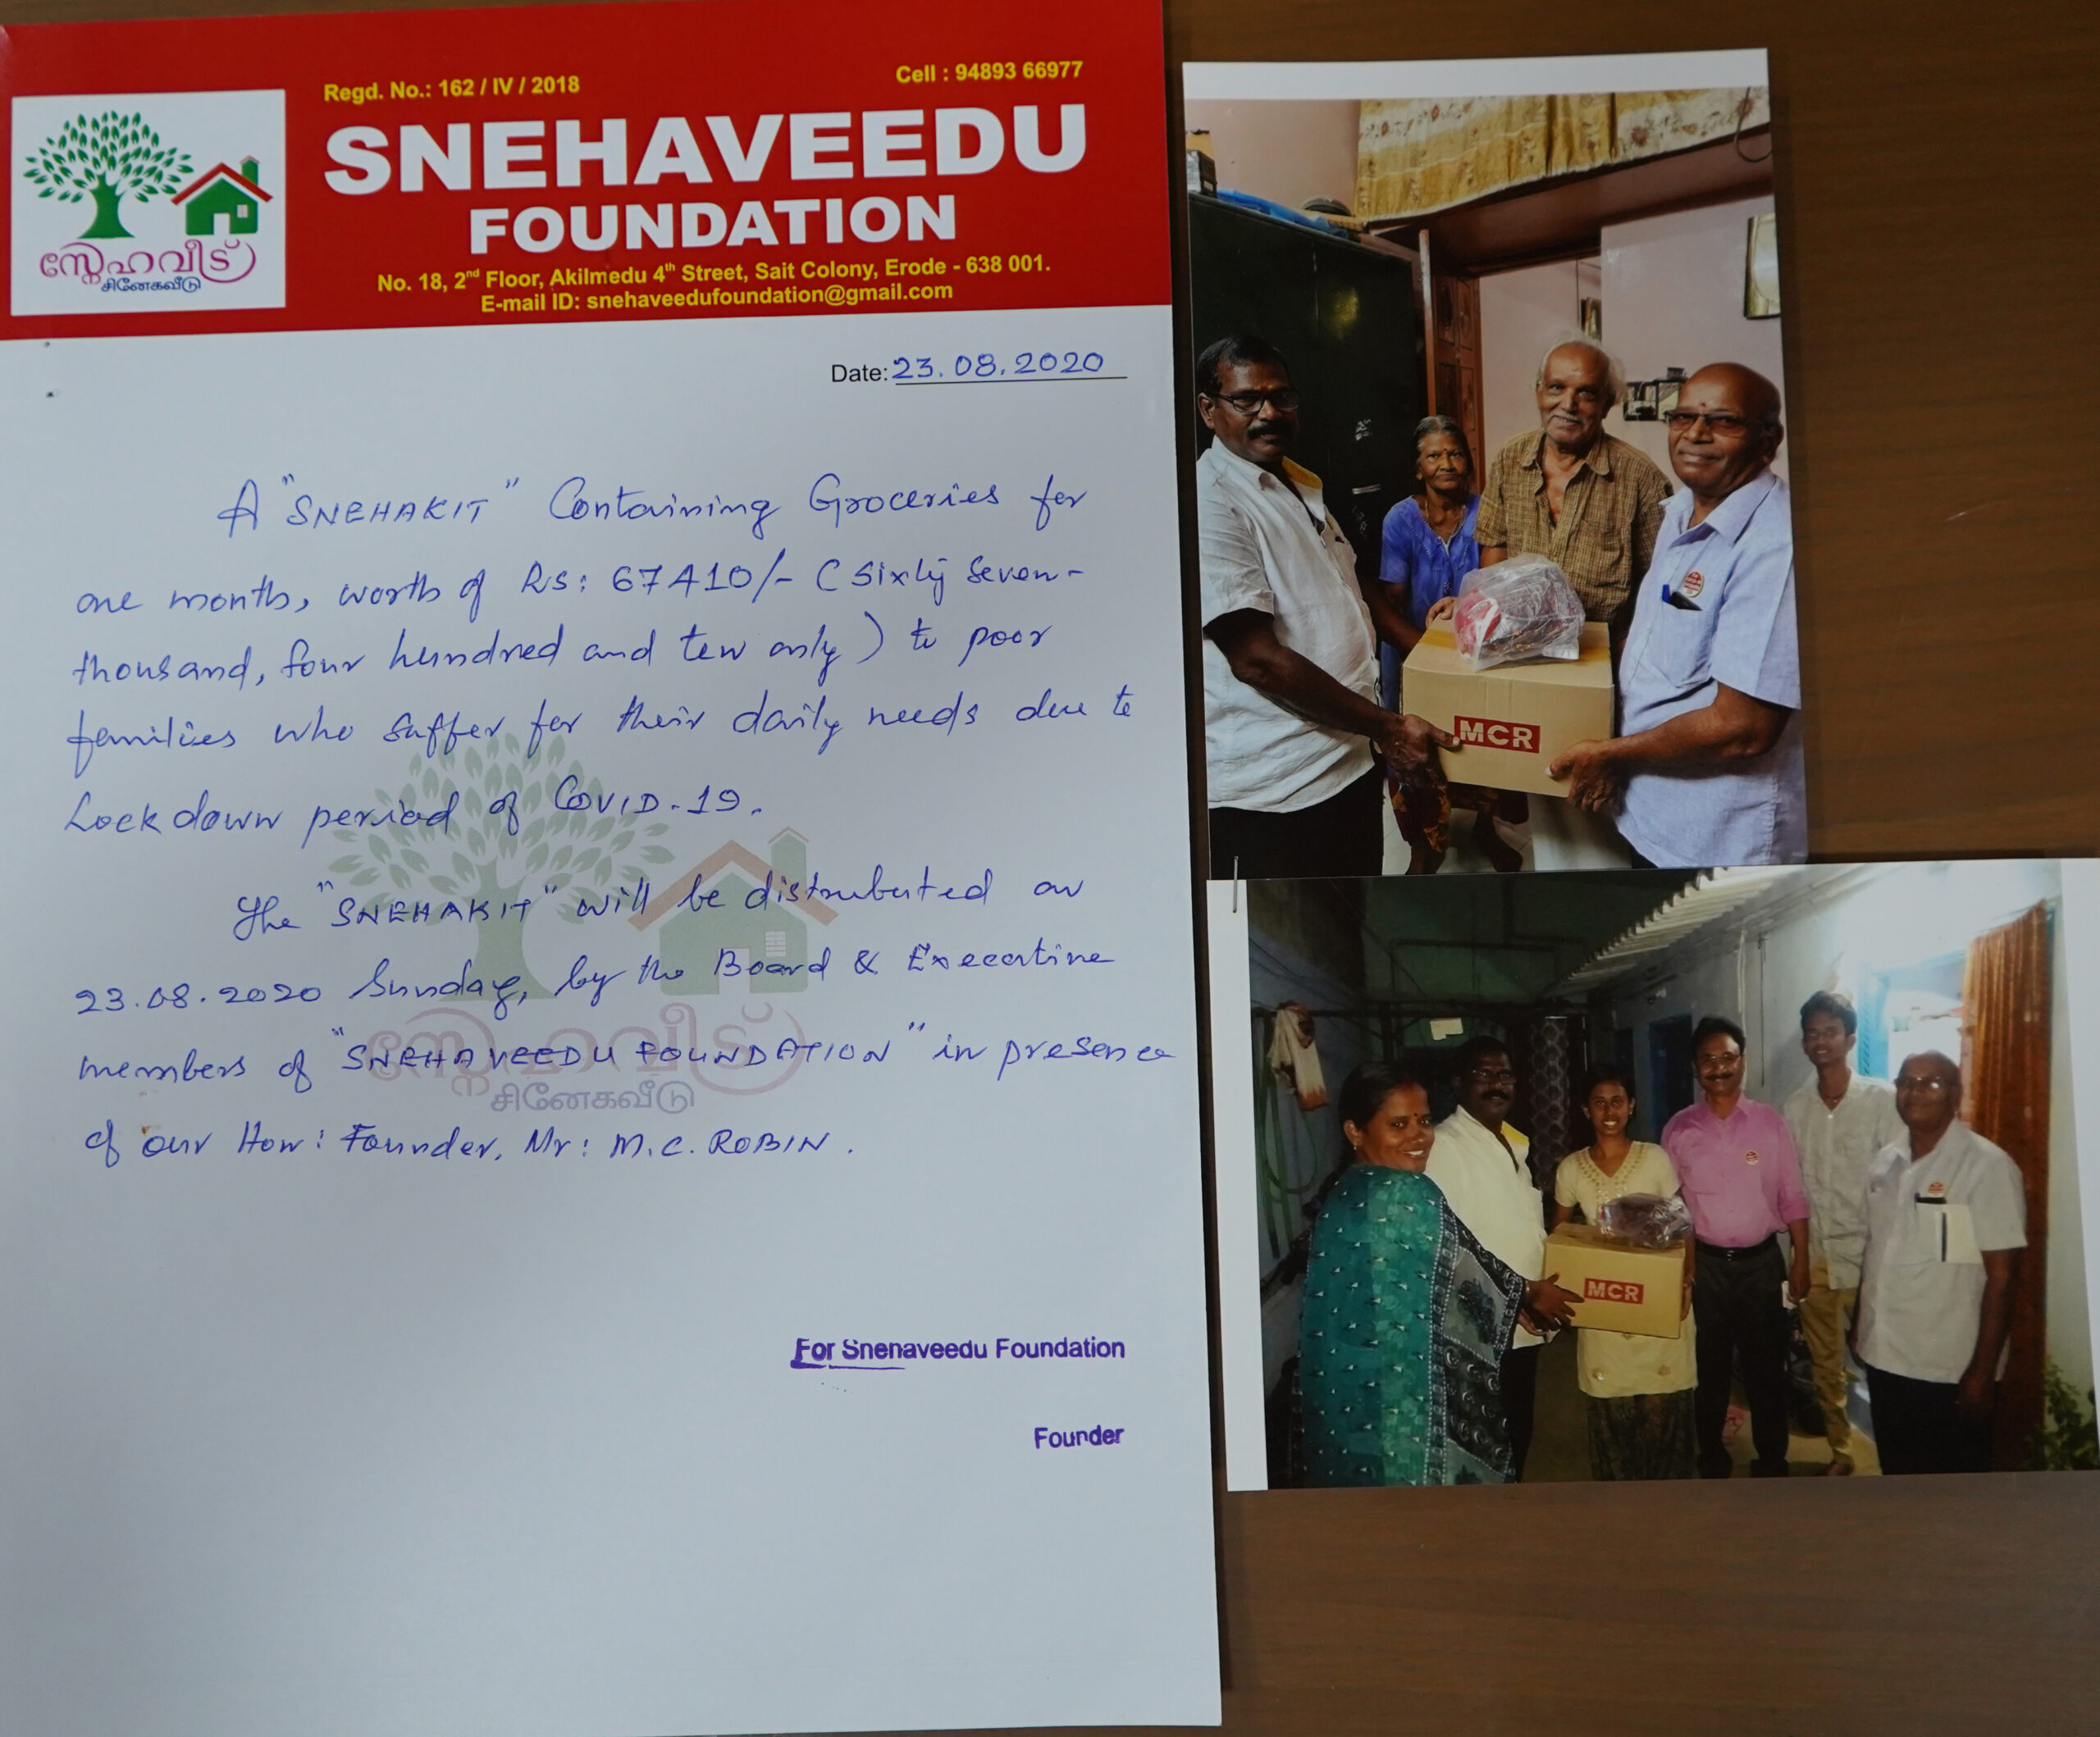 Regd. No.: 162 / IV / 2018
Cell : 94893 66977
SNEHAVEEDU
FOUNDATION
No. 18, 2nd Floor, Akilmedu 4th Street, Sait Colony, Erode - 638 001.
E-mail ID: snehaveedufoundation@gmail.com
സ്നേഹവീട്
சினேகவீடு
Date: 23.08.2020
A "SNEHAKIT" Containing Groceries for
one month, worth of Rs: 67410/- (Sixty Seven-
thousand, four hundred and ten only) to poor
families who suffer for their daily needs due to
Lock down period of COVID-19.
The "SNEHAKIT" will be distributed on
23.08.2020 Sunday, by the Board & Executive
members of "SNEHAVEEDU FOUNDATION" in presence
of our Hon: Founder, Mr: M.C. ROBIN.
സ്നേഹവീട്
சினேகவீடு
For Snenaveedu Foundation
Founder
MCR
MCR